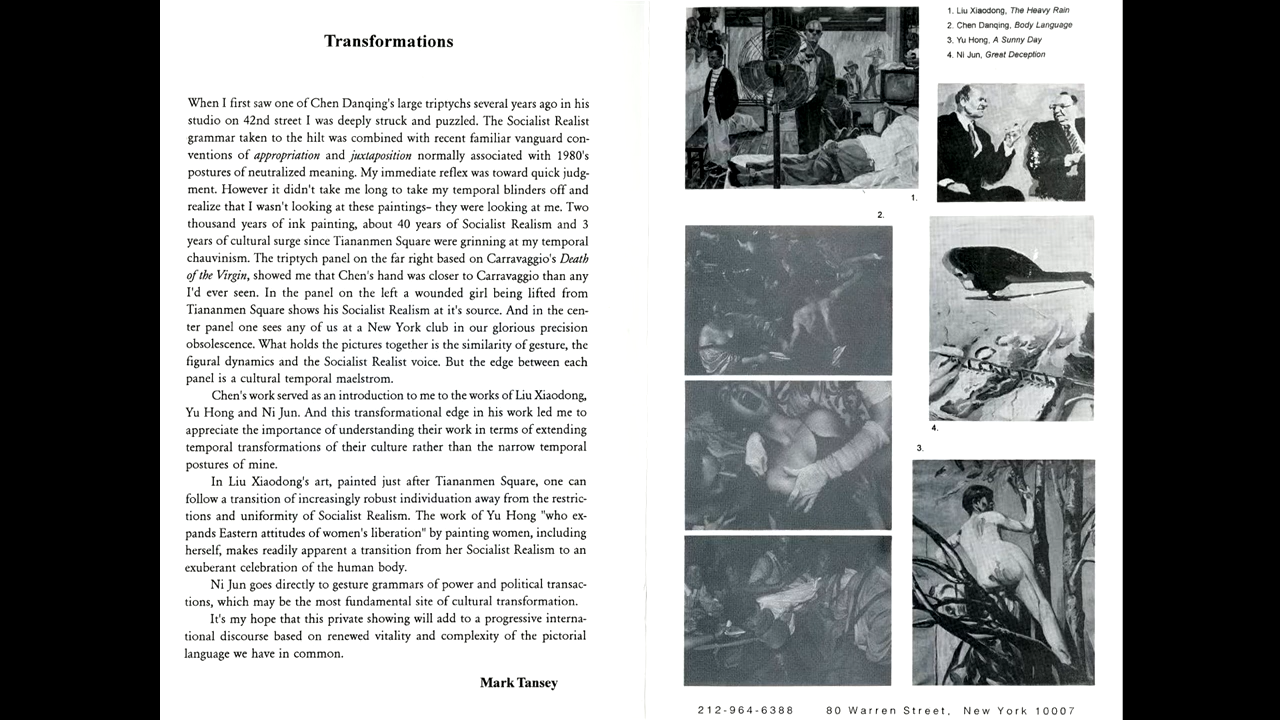 Transformations
When I first saw one of Chen Danqing's large triptychs several years ago in his
studio on 42nd street I was deeply struck and puzzled. The Socialist Realist
grammar taken to the hilt was combined with recent familiar vanguard con-
ventions of appropriation and juxtaposition normally associated with 1980's
postures of neutralized meaning. My immediate reflex was toward quick judg-
ment. However it didn't take me long to take my temporal blinders off and
realize that I wasn't looking at these paintings– they were looking at me. Two
thousand years of ink painting, about 40 years of Socialist Realism and 3
years of cultural surge since Tiananmen Square were grinning at my temporal
chauvinism. The triptych panel on the far right based on Carravaggio's Death
of the Virgin, showed me that Chen's hand was closer to Carravaggio than any
I'd ever seen. In the panel on the left a wounded girl being lifted from
Tiananmen Square shows his Socialist Realism at it's source. And in the cen-
ter panel one sees any of us at a New York club in our glorious precision
obsolescence. What holds the pictures together is the similarity of gesture, the
figural dynamics and the Socialist Realist voice. But the edge between each
panel is a cultural temporal maelstrom.
Chen's work served as an introduction to me to the works of Liu Xiaodong,
Yu Hong and Ni Jun. And this transformational edge in his work led me to
appreciate the importance of understanding their work in terms of extending
temporal transformations of their culture rather than the narrow temporal
postures of mine.
In Liu Xiaodong's art, painted just after Tiananmen Square, one can
follow a transition of increasingly robust individuation away from the restric-
tions and uniformity of Socialist Realism. The work of Yu Hong "who ex-
pands Eastern attitudes of women's liberation" by painting women, including
herself, makes readily apparent a transition from her Socialist Realism to an
exuberant celebration of the human body.
Ni Jun goes directly to gesture grammars of power and political transac-
tions, which may be the most fundamental site of cultural transformation.
It's my hope that this private showing will add to a progressive interna-
tional discourse based on renewed vitality and complexity of the pictorial
language we have in common.
Mark Tansey
1. Liu Xiaodong, The Heavy Rain
2. Chen Danqing, Body Language
3. Yu Hong, A Sunny Day
4. Ni Jun, Great Deception
1.
2.
4.
3.
212-964-6388 80 Warren Street, New York 10007